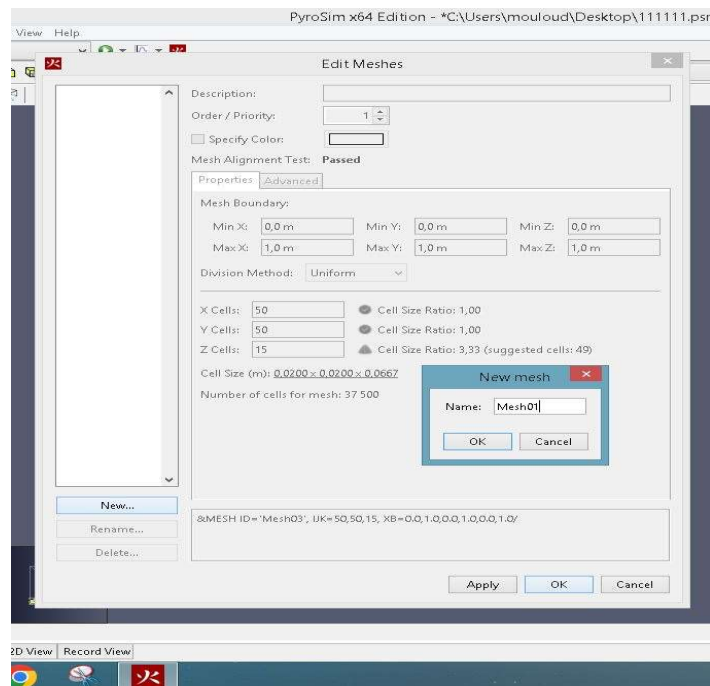 PyroSim x64 Edition - *C:\Users\mouloud\Desktop\111111.psm
View Help
火 Edit Meshes
Description:
Order / Priority: 1
Specify Color:
Mesh Alignment Test: Passed
Properties Advanced
Mesh Boundary:
Min X: 0,0 m Min Y: 0,0 m Min Z: 0,0 m
Max X: 1,0 m Max Y: 1,0 m Max Z: 1,0 m
Division Method: Uniform
X Cells: 50 Cell Size Ratio: 1,00
Y Cells: 50 Cell Size Ratio: 1,00
Z Cells: 15 Cell Size Ratio: 3,33 (suggested cells: 49)
Cell Size (m): 0,0200 x 0,0200 x 0,0667
Number of cells for mesh: 37 500
New mesh
Name: Mesh01
OK Cancel
New...
Rename...
Delete...
&MESH ID='Mesh03', IJK=50,50,15, XB=0.0,1.0,0.0,1.0,0.0,1.0/
Apply OK Cancel
2D View Record View
火